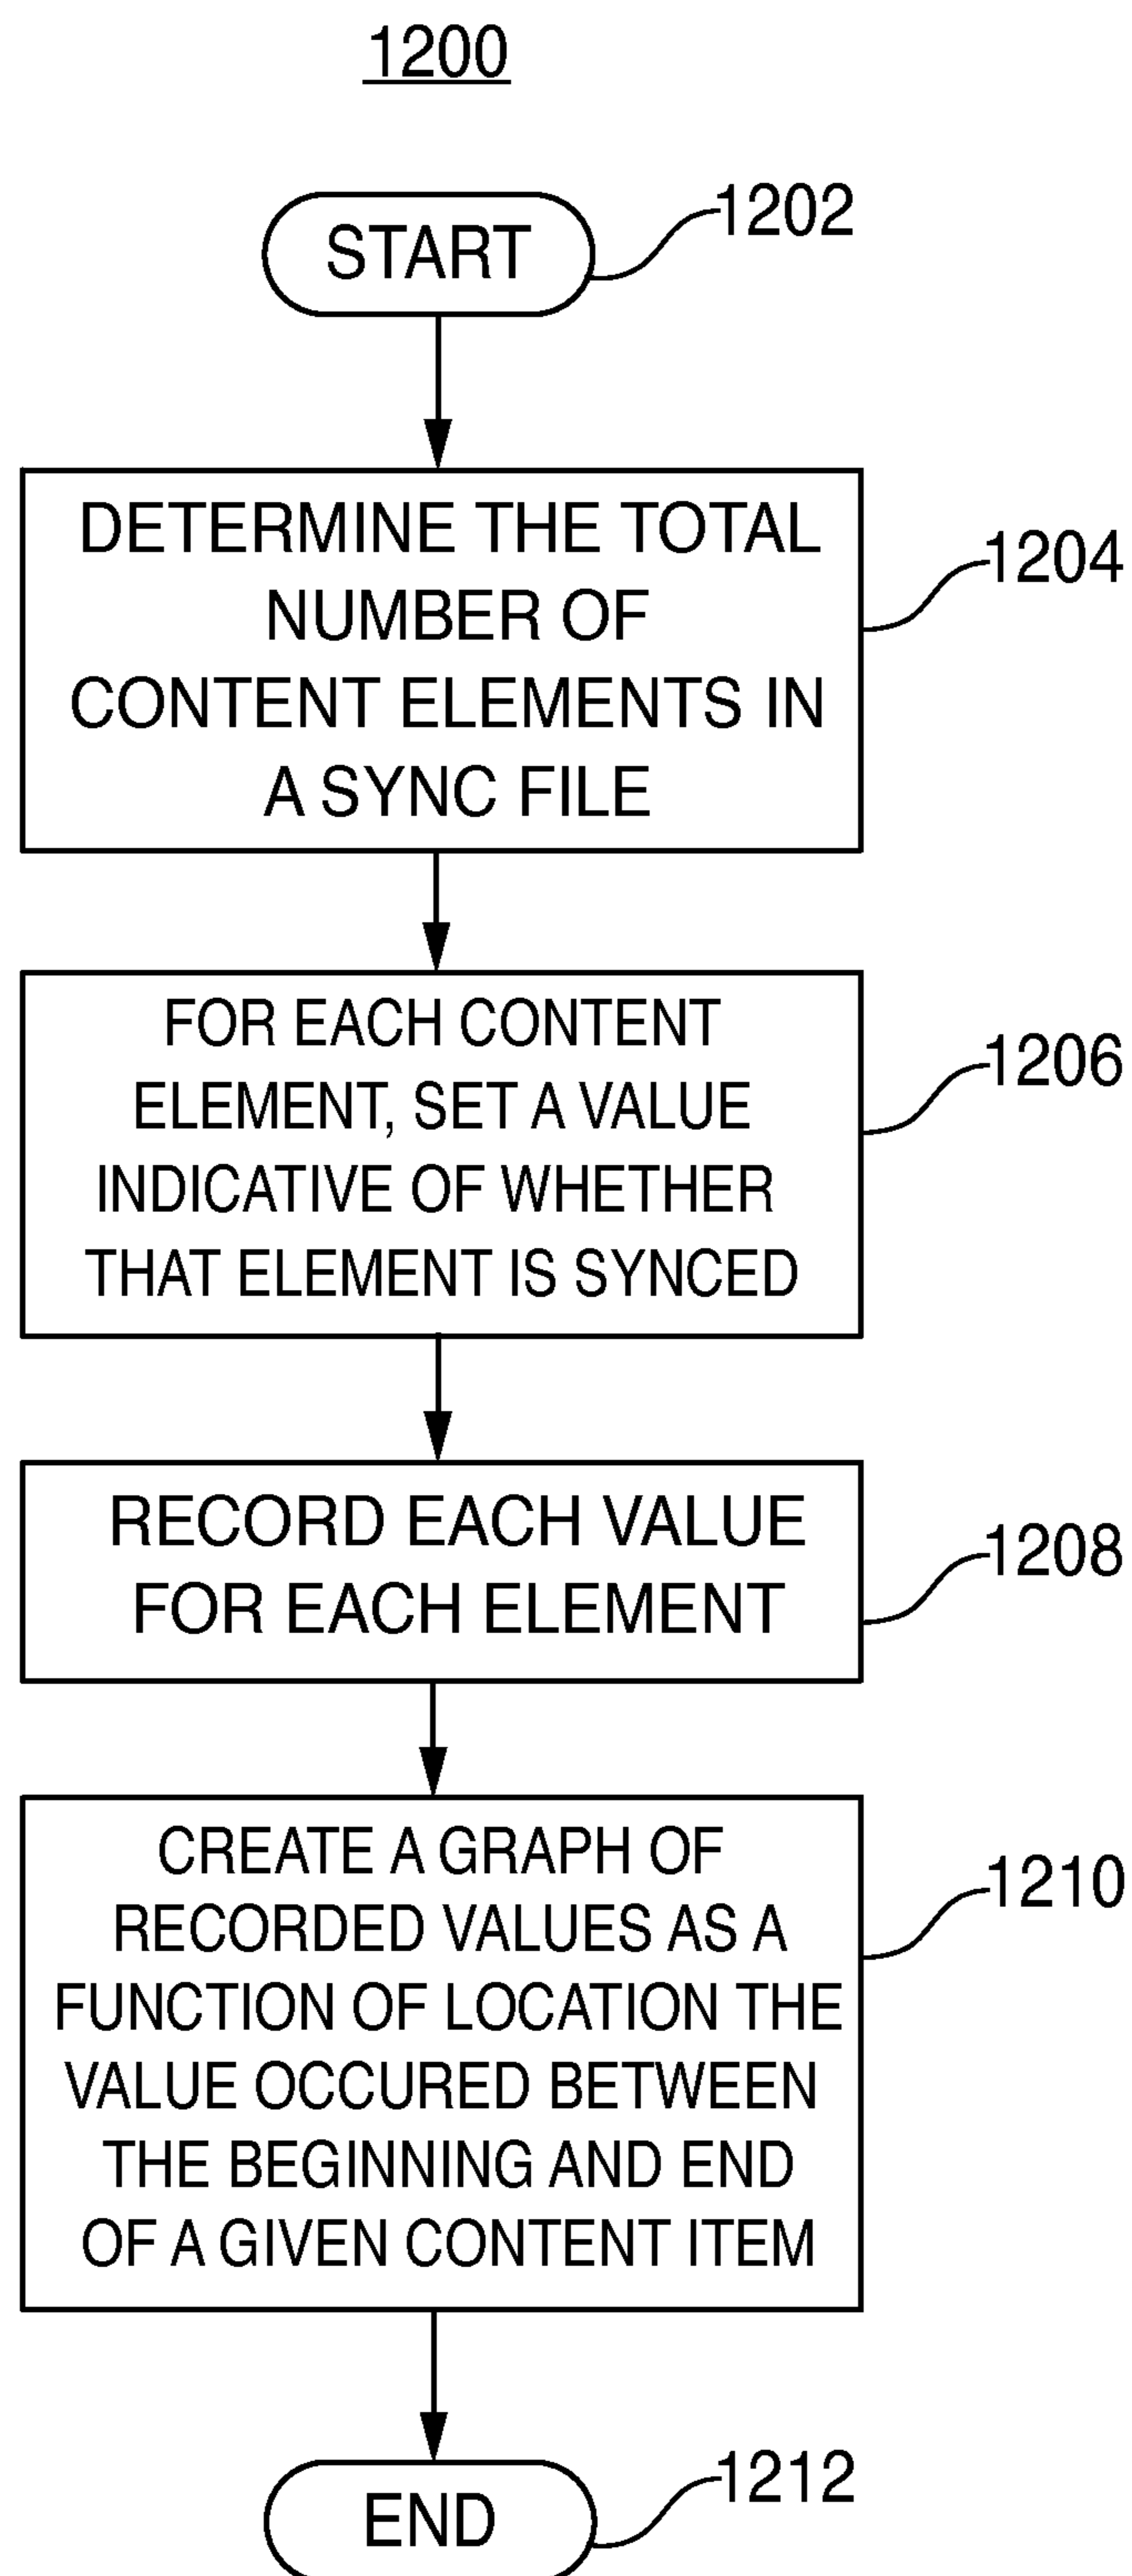 1200
START
1202
DETERMINE THE TOTAL
NUMBER OF
CONTENT ELEMENTS IN
A SYNC FILE
1204
FOR EACH CONTENT
ELEMENT, SET A VALUE
INDICATIVE OF WHETHER
THAT ELEMENT IS SYNCED
1206
RECORD EACH VALUE
FOR EACH ELEMENT
1208
CREATE A GRAPH OF
RECORDED VALUES AS A
FUNCTION OF LOCATION THE
VALUE OCCURED BETWEEN
THE BEGINNING AND END
OF A GIVEN CONTENT ITEM
1210
END
1212